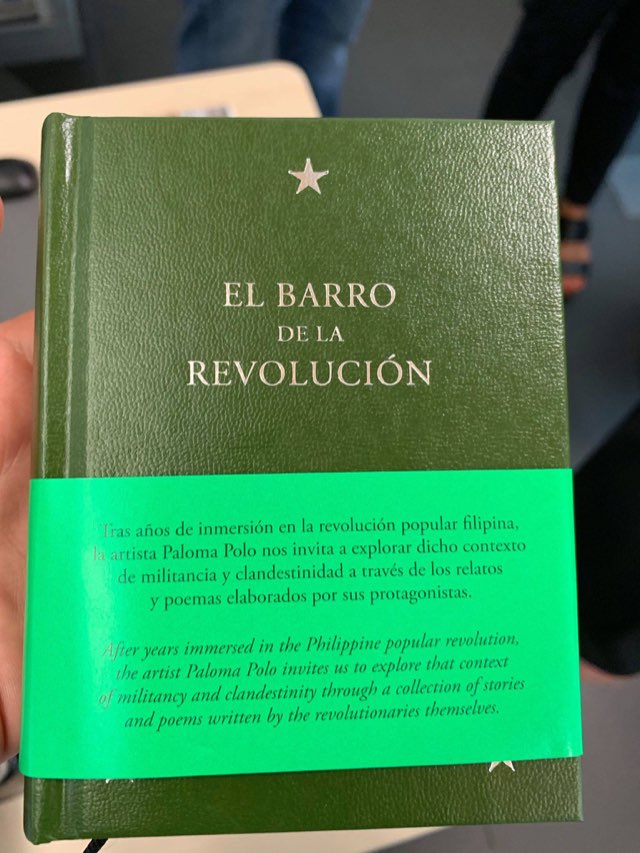 EL BARRO
DE LA
REVOLUCIÓN
Tras años de inmersión en la revolución popular filipina,
la artista Paloma Polo nos invita a explorar dicho contexto
de militancia y clandestinidad a través de los relatos
y poemas elaborados por sus protagonistas.
After years immersed in the Philippine popular revolution,
the artist Paloma Polo invites us to explore that context
of militancy and clandestinity through a collection of stories
and poems written by the revolutionaries themselves.